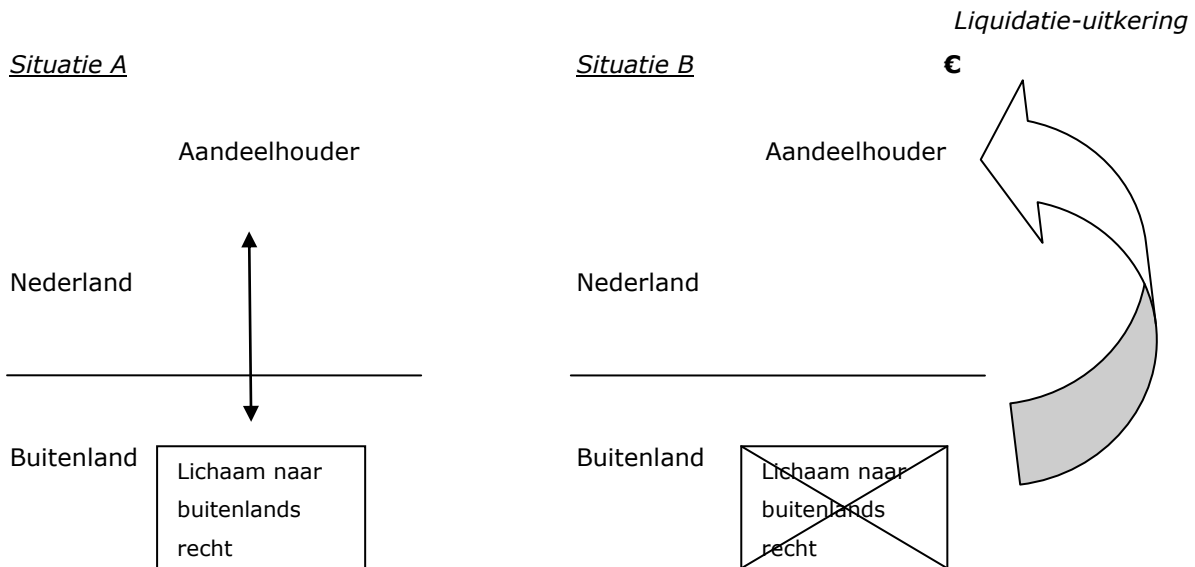 Liquidatie-uitkering
Situatie A
Situatie B
€
Aandeelhouder
Aandeelhouder
Nederland
Nederland
Buitenland
Lichaam naar
buitenlands
recht
Buitenland
Lichaam naar
buitenlands
recht